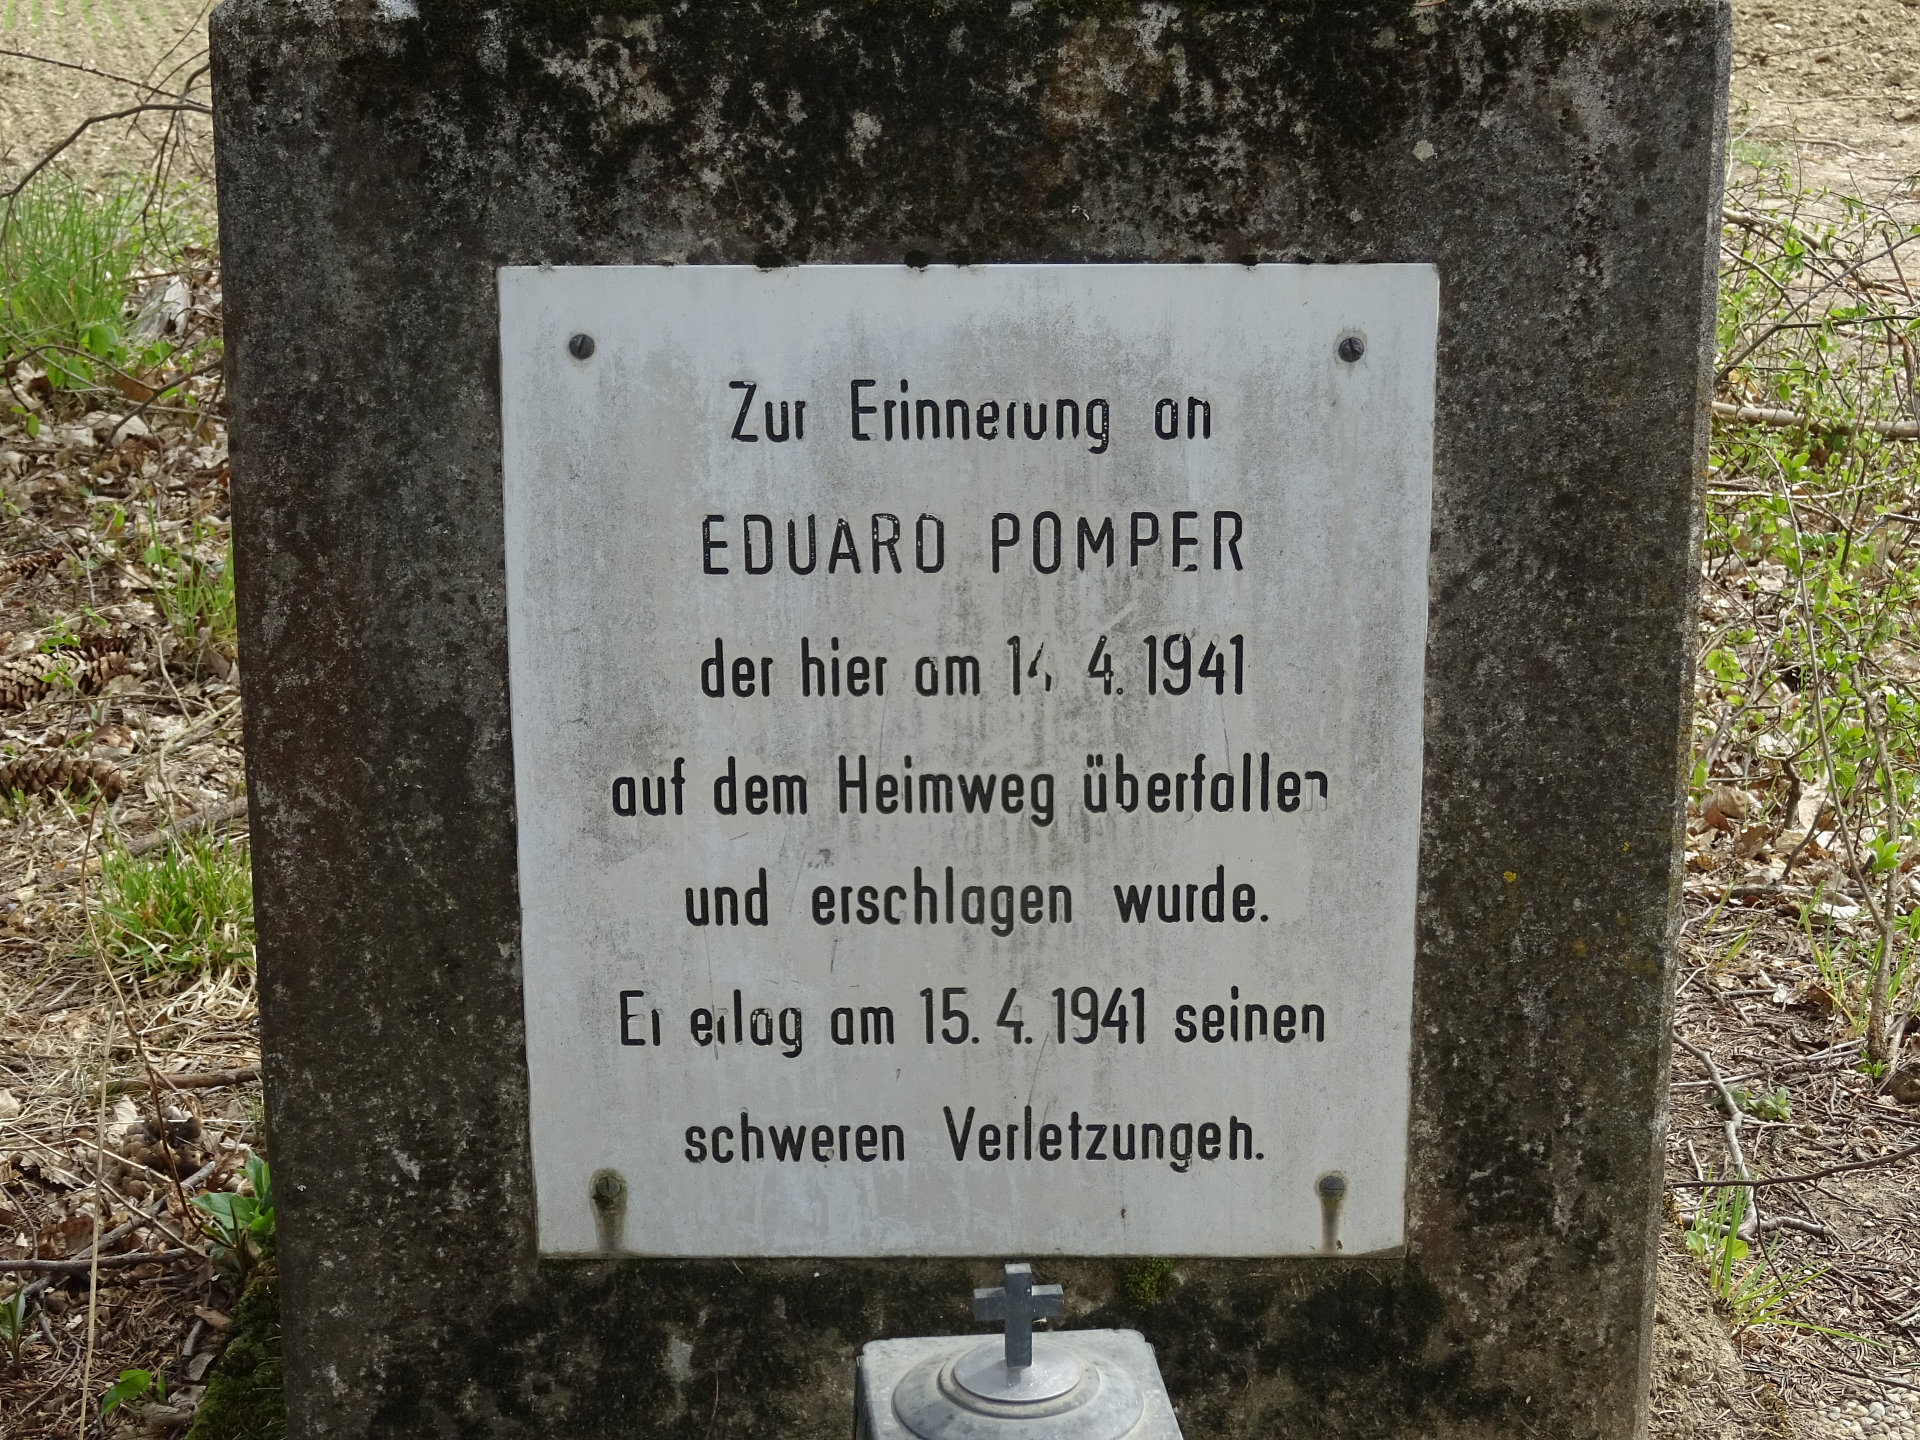 Zur Erinnerung an
EDUARD POMPER
der hier am 14. 4. 1941
auf dem Heimweg überfallen
und erschlagen wurde.
Er erlag am 15. 4. 1941 seinen
schweren Verletzungen.